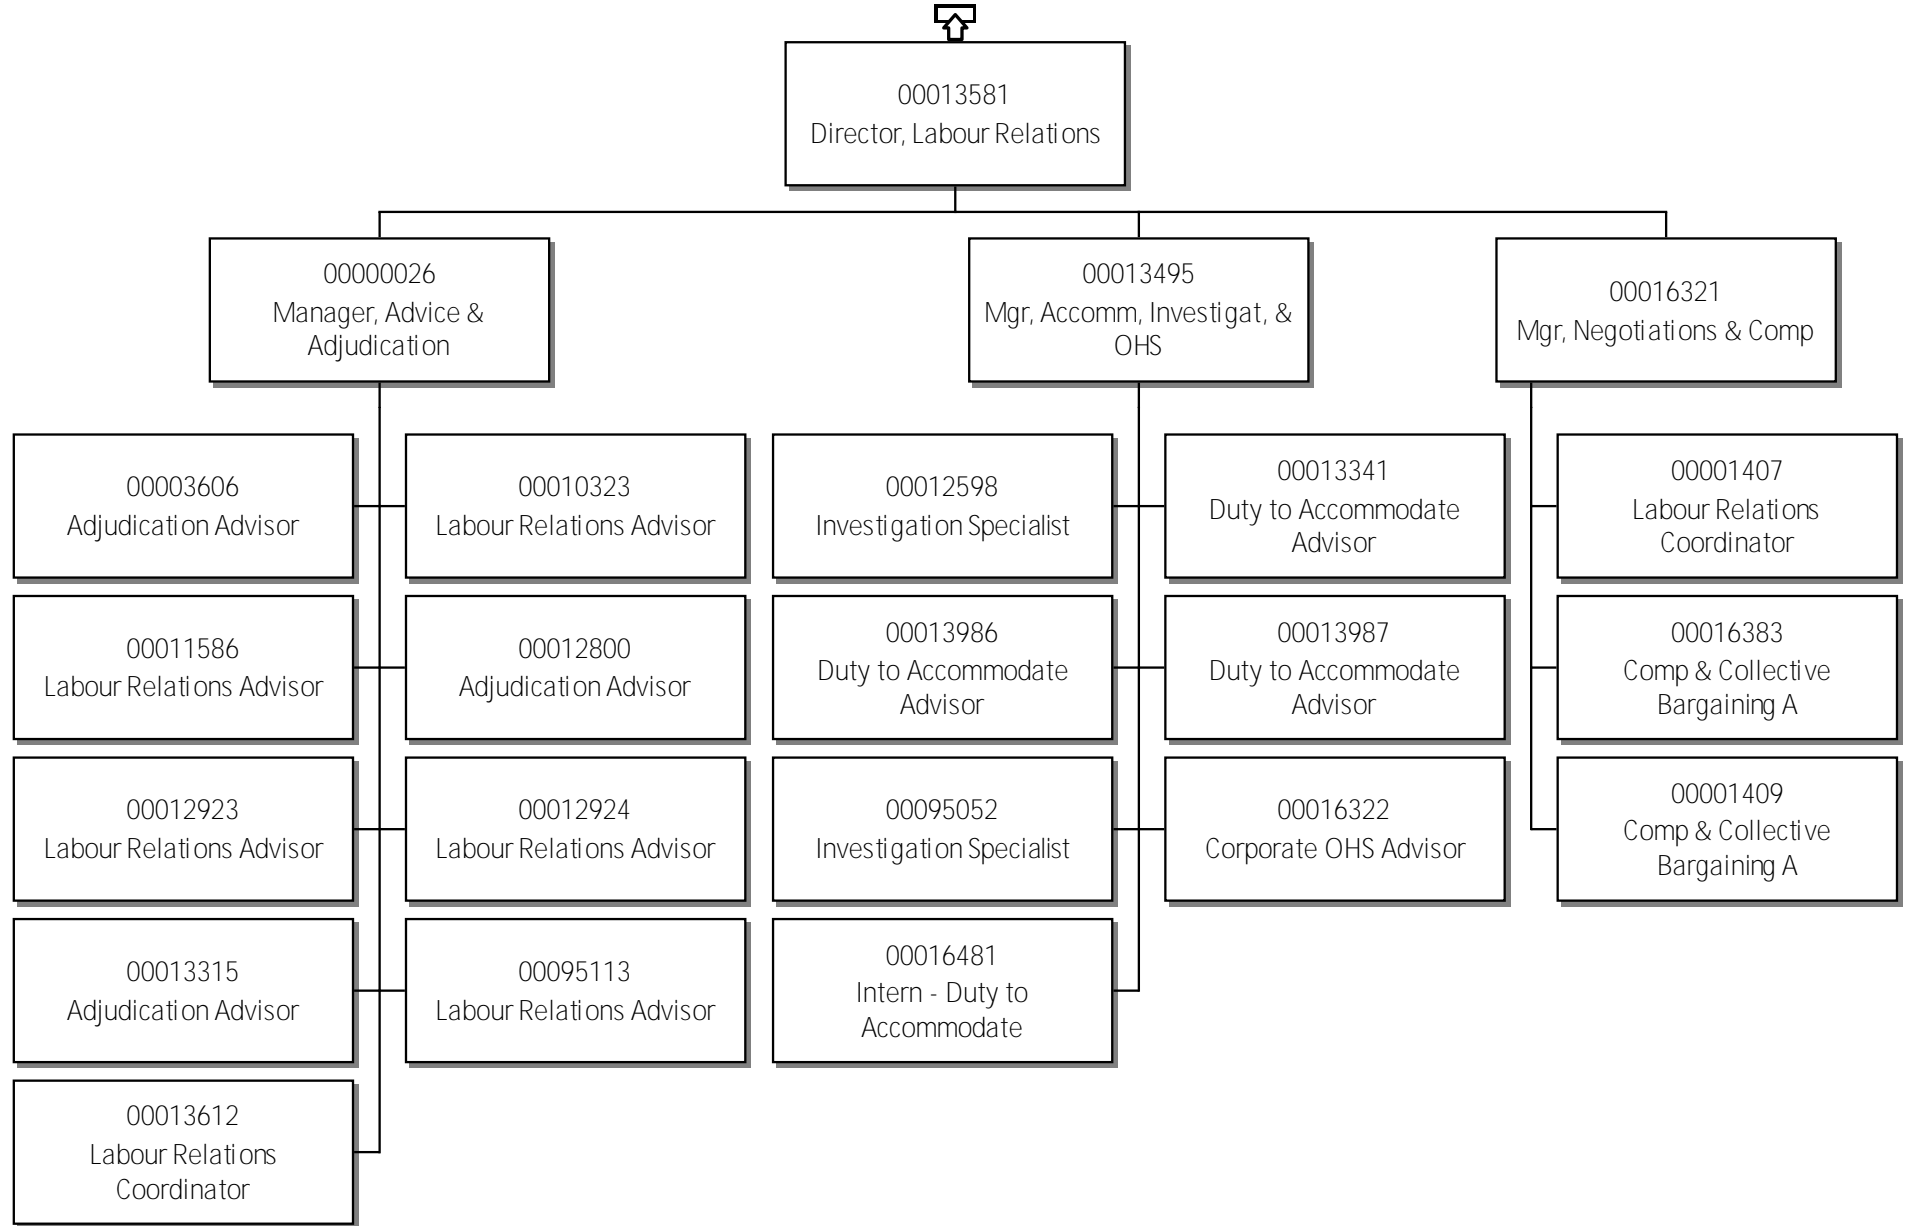 00013581
Director, Labour Relations
00000026
Manager, Advice &
Adjudication
00013495
Mgr, Accomm, Investigat, &
OHS
00016321
Mgr, Negotiations & Comp
00003606
Adjudication Advisor
00010323
Labour Relations Advisor
00012598
Investigation Specialist
00013341
Duty to Accommodate
Advisor
00001407
Labour Relations
Coordinator
00011586
Labour Relations Advisor
00012800
Adjudication Advisor
00013986
Duty to Accommodate
Advisor
00013987
Duty to Accommodate
Advisor
00016383
Comp & Collective
Bargaining A
00012923
Labour Relations Advisor
00012924
Labour Relations Advisor
00095052
Investigation Specialist
00016322
Corporate OHS Advisor
00001409
Comp & Collective
Bargaining A
00013315
Adjudication Advisor
00095113
Labour Relations Advisor
00016481
Intern - Duty to
Accommodate
00013612
Labour Relations
Coordinator